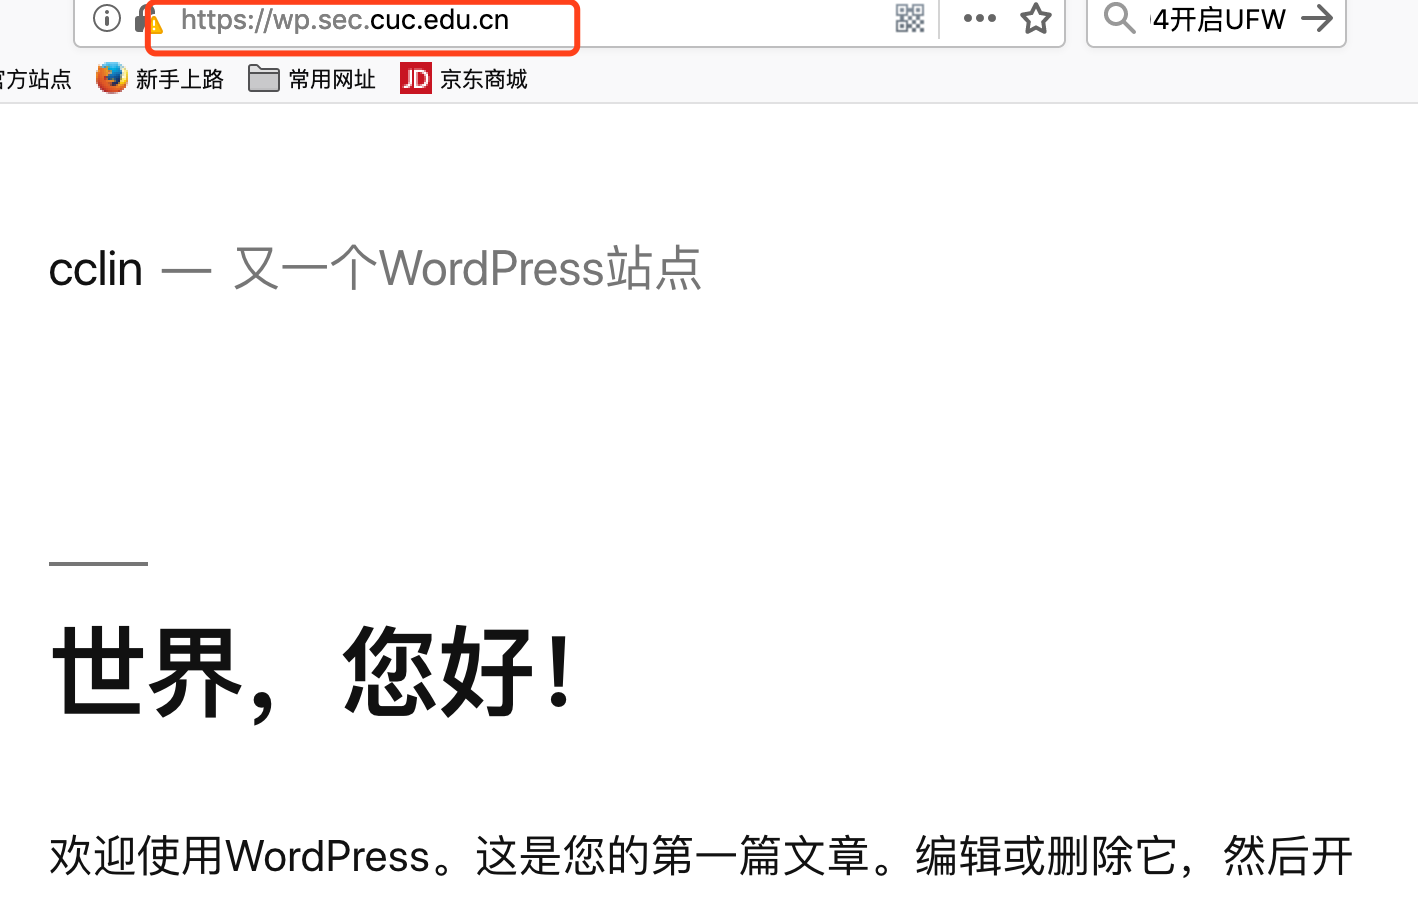 https://wp.sec.cuc.edu.cn
4开启UFW
方站点 新手上路 常用网址 JD 京东商城
cclin — 又一个WordPress站点
世界，您好！
欢迎使用WordPress。这是您的第一篇文章。编辑或删除它，然后开